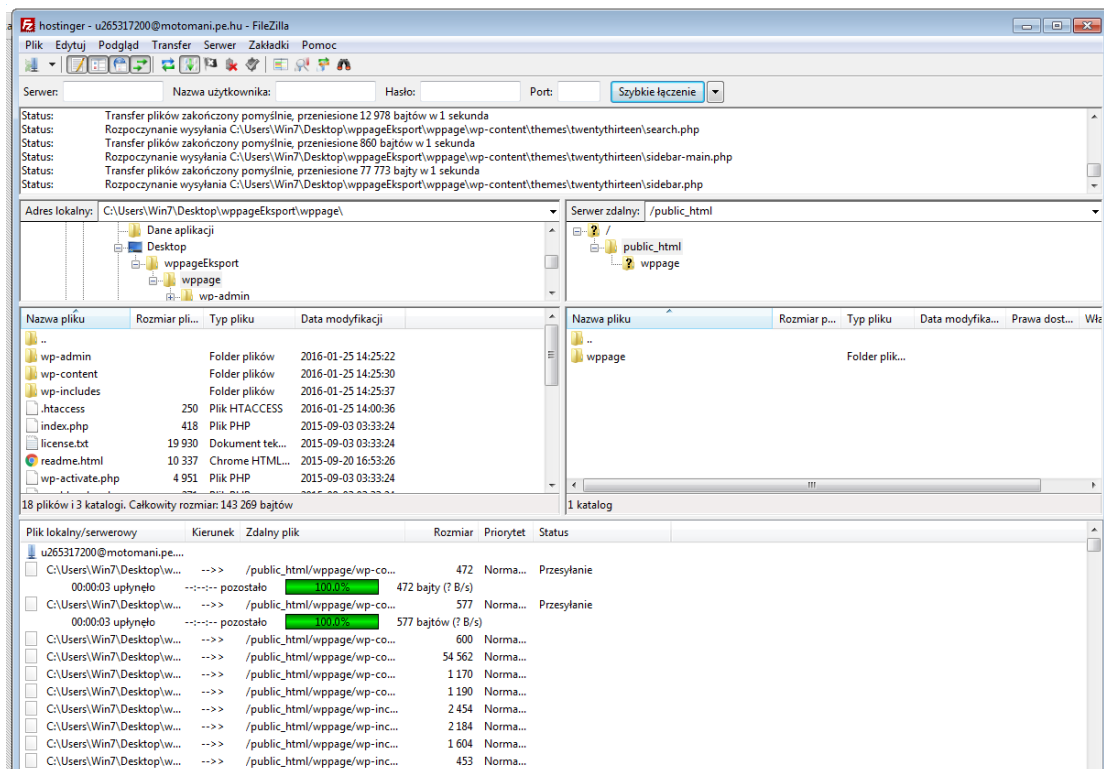 hostinger - u265317200@motomani.pe.hu - FileZilla
Plik Edytuj Podgląd Transfer Serwer Zakładki Pomoc
Serwer: Nazwa użytkownika: Hasło: Port: Szybkie łączenie
Status: Transfer plików zakończony pomyślnie, przeniesione 12 978 bajtów w 1 sekunda
Status: Rozpoczynanie wysyłania C:\Users\Win7\Desktop\wppageEksport\wppage\wp-content\themes\twentythirteen\search.php
Status: Transfer plików zakończony pomyślnie, przeniesione 860 bajtów w 1 sekunda
Status: Rozpoczynanie wysyłania C:\Users\Win7\Desktop\wppageEksport\wppage\wp-content\themes\twentythirteen\sidebar-main.php
Status: Transfer plików zakończony pomyślnie, przeniesione 77 773 bajty w 1 sekunda
Status: Rozpoczynanie wysyłania C:\Users\Win7\Desktop\wppageEksport\wppage\wp-content\themes\twentythirteen\sidebar.php
Adres lokalny: C:\Users\Win7\Desktop\wppageEksport\wppage\
Dane aplikacji
Desktop
wppageEksport
wppage
wp-admin
Serwer zdalny: /public_html
/
public_html
wppage
Nazwa pliku Rozmiar pli... Typ pliku Data modyfikacji
..
wp-admin Folder plików 2016-01-25 14:25:22
wp-content Folder plików 2016-01-25 14:25:30
wp-includes Folder plików 2016-01-25 14:25:37
.htaccess 250 Plik HTACCESS 2016-01-25 14:00:36
index.php 418 Plik PHP 2015-09-03 03:33:24
license.txt 19 930 Dokument tek... 2015-09-03 03:33:24
readme.html 10 337 Chrome HTML... 2015-09-20 16:53:26
wp-activate.php 4 951 Plik PHP 2015-09-03 03:33:24
18 plików i 3 katalogi. Całkowity rozmiar: 143 269 bajtów
Nazwa pliku Rozmiar p... Typ pliku Data modyfika... Prawa dost... Wła
..
wppage Folder plik...
1 katalog
Plik lokalny/serwerowy Kierunek Zdalny plik Rozmiar Priorytet Status
u265317200@motomani.pe....
C:\Users\Win7\Desktop\w... -->> /public_html/wppage/wp-co... 472 Norma... Przesyłanie
00:00:03 upłynęło --:--:-- pozostało 100.0% 472 bajty (? B/s)
C:\Users\Win7\Desktop\w... -->> /public_html/wppage/wp-co... 577 Norma... Przesyłanie
00:00:03 upłynęło --:--:-- pozostało 100.0% 577 bajtów (? B/s)
C:\Users\Win7\Desktop\w... -->> /public_html/wppage/wp-co... 600 Norma...
C:\Users\Win7\Desktop\w... -->> /public_html/wppage/wp-co... 54 562 Norma...
C:\Users\Win7\Desktop\w... -->> /public_html/wppage/wp-co... 1 170 Norma...
C:\Users\Win7\Desktop\w... -->> /public_html/wppage/wp-co... 1 190 Norma...
C:\Users\Win7\Desktop\w... -->> /public_html/wppage/wp-inc... 2 454 Norma...
C:\Users\Win7\Desktop\w... -->> /public_html/wppage/wp-inc... 2 184 Norma...
C:\Users\Win7\Desktop\w... -->> /public_html/wppage/wp-inc... 1 604 Norma...
C:\Users\Win7\Desktop\w... -->> /public_html/wppage/wp-inc... 453 Norma...